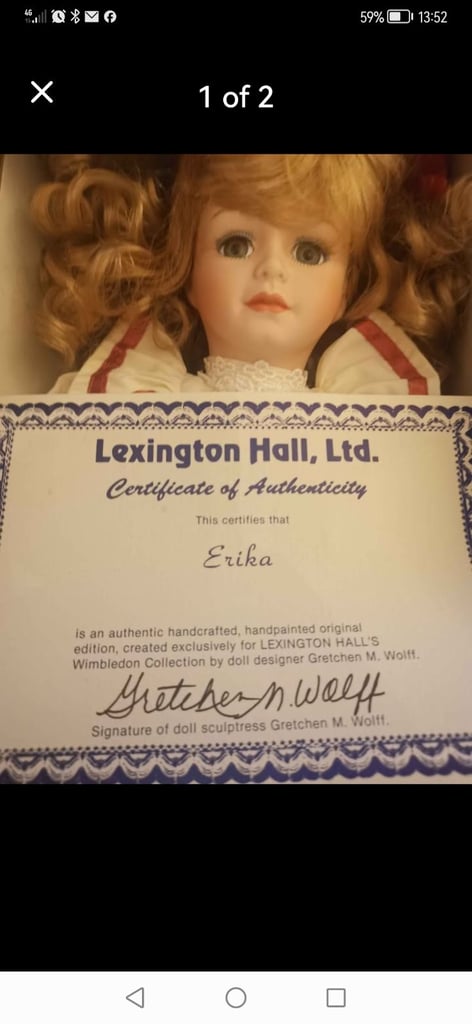 4G 59% 13:52
1 of 2
Lexington Hall, Ltd.
Certificate of Authenticity
This certifies that
Erika
is an authentic handcrafted, handpainted original
edition, created exclusively for LEXINGTON HALL'S
Wimbledon Collection by doll designer Gretchen M. Wolff.
Gretchen M. Wolff
Signature of doll sculptress Gretchen M. Wolff.